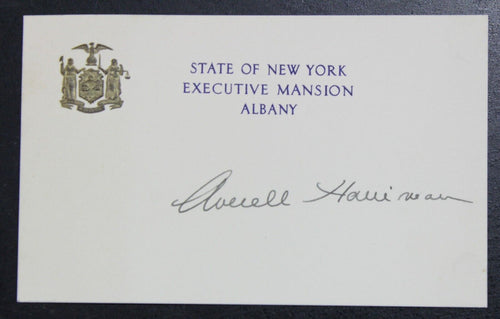 STATE OF NEW YORK
EXECUTIVE MANSION
ALBANY
Averell Harriman